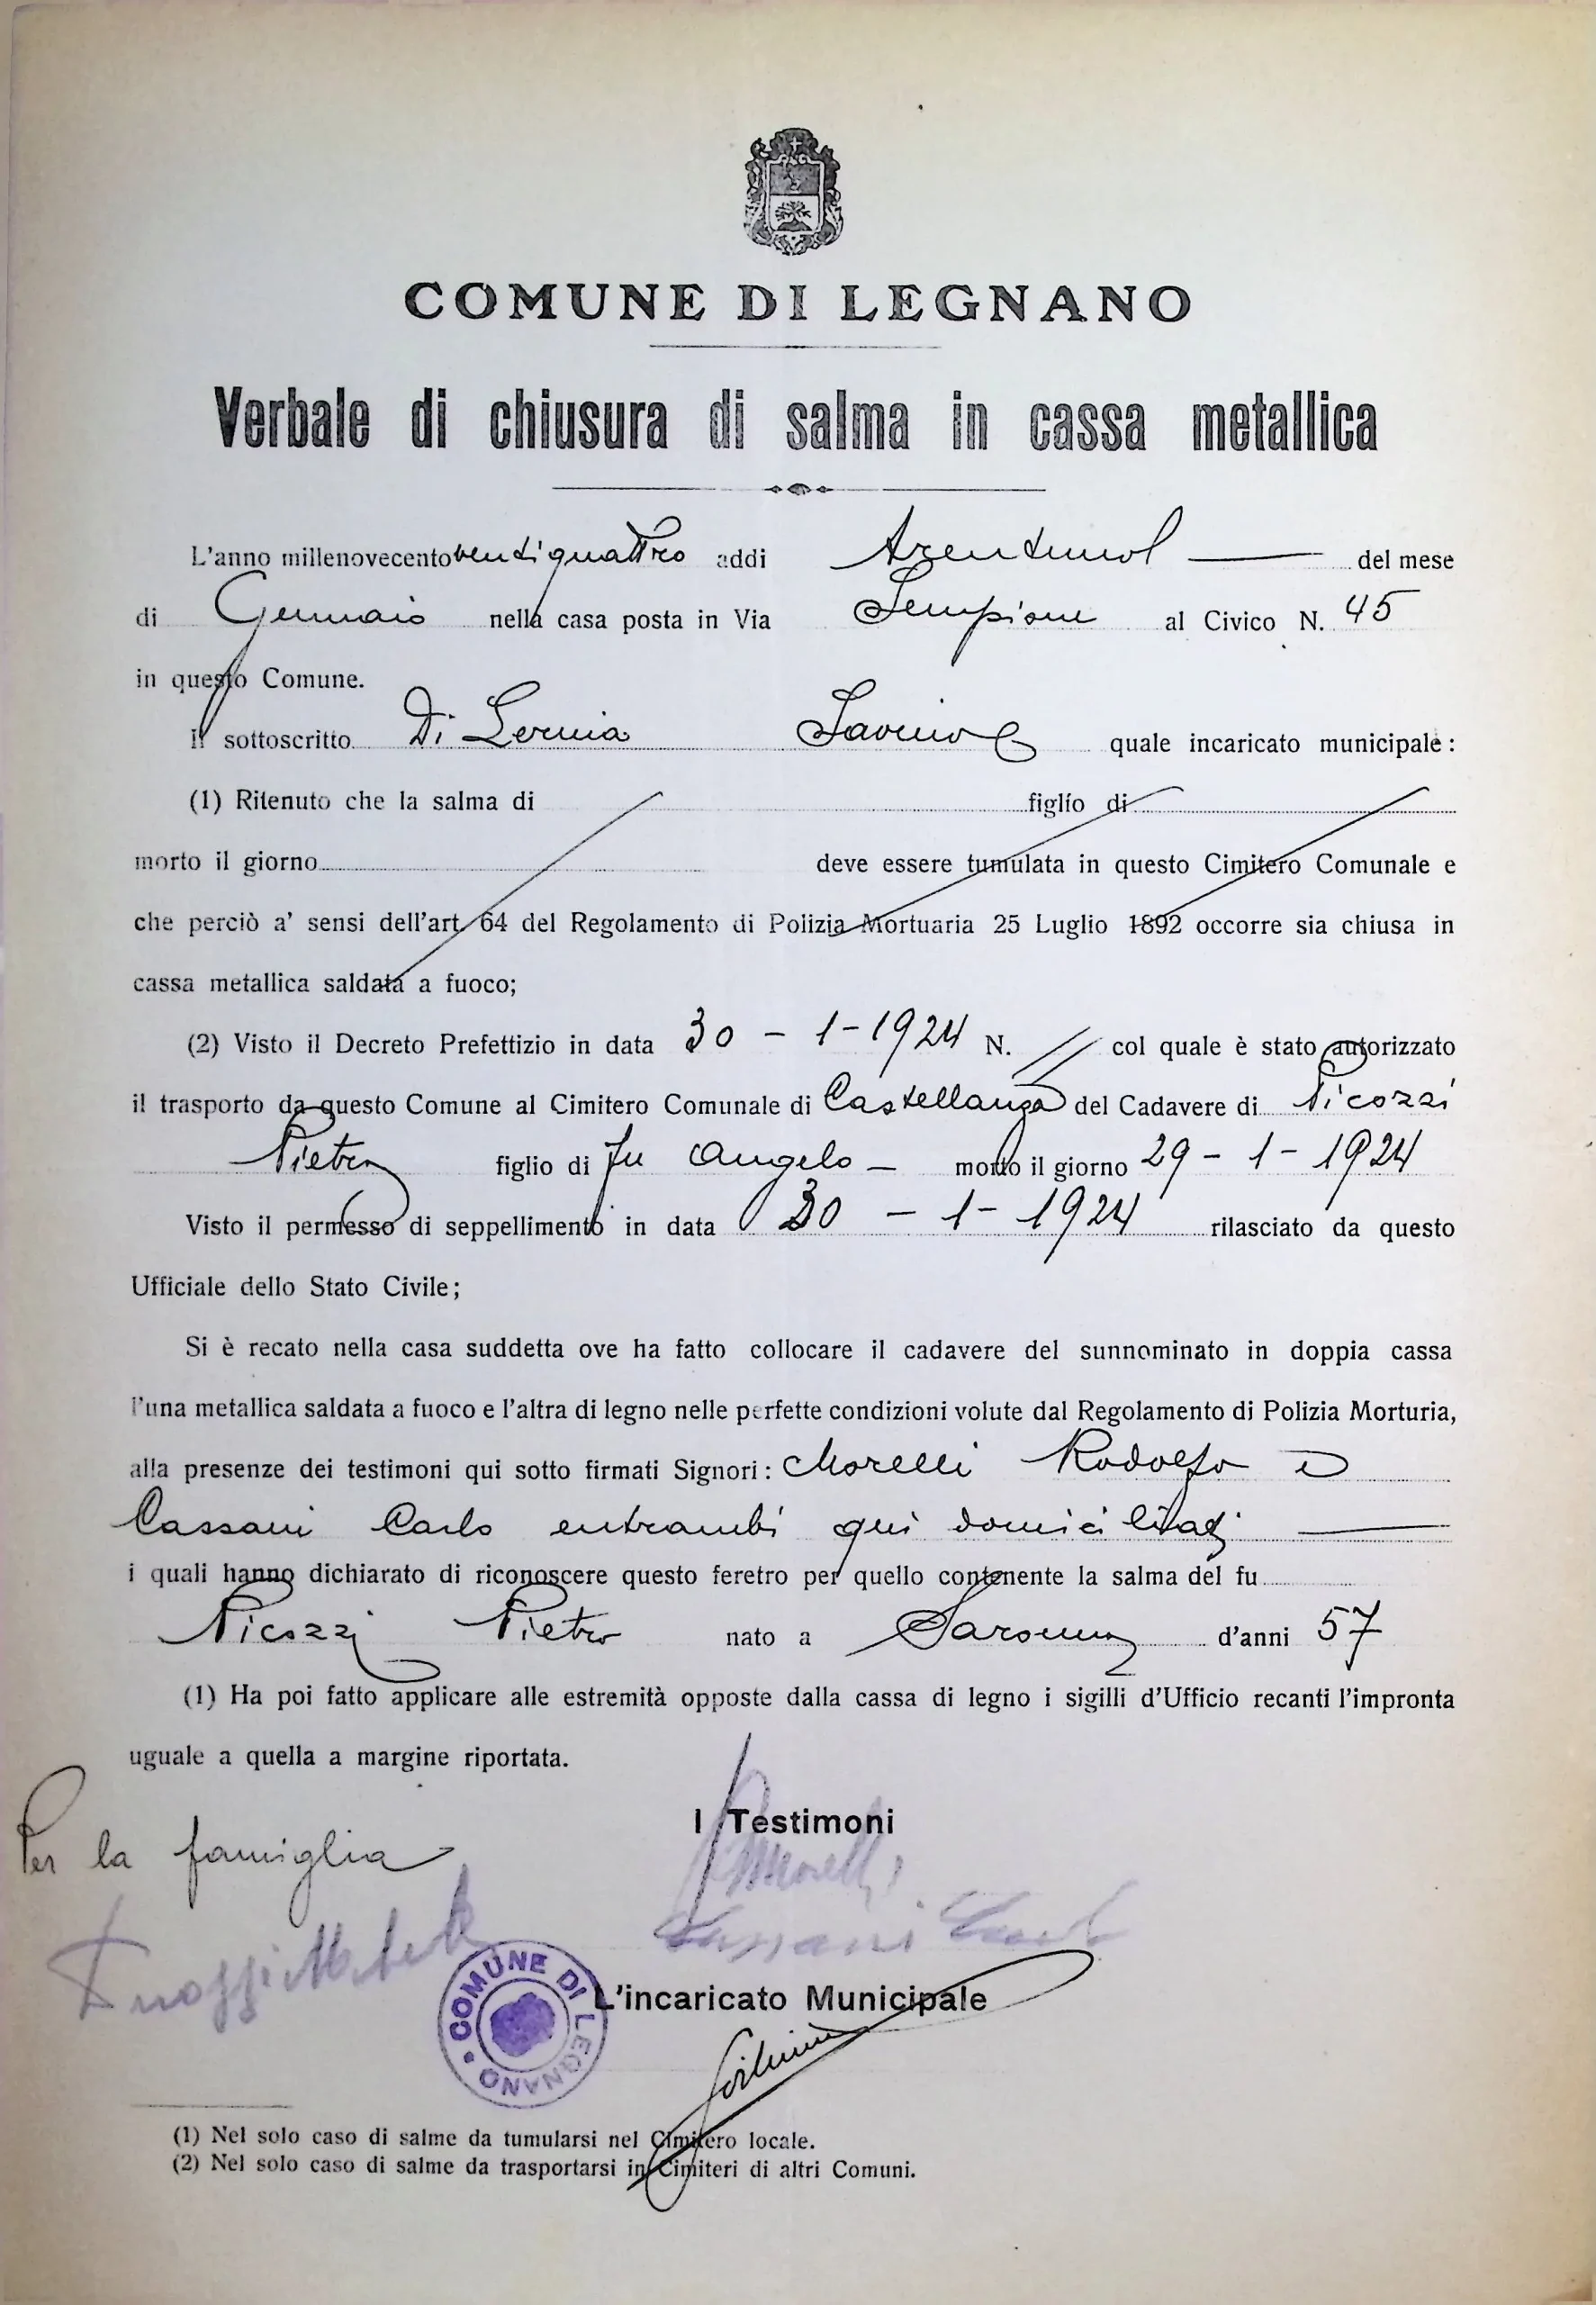 COMUNE DI LEGNANO
Verbale di chiusura di salma in cassa metallica
L'anno millenovecentoventiquattro addi trentuno del mese
di Gennaio nella casa posta in Via Sempione al Civico N. 45
in questo Comune.
Il sottoscritto Di Lernia Savino quale incaricato municipale:
(1) Ritenuto che la salma di figlio di
morto il giorno deve essere tumulata in questo Cimitero Comunale e
che perciò a' sensi dell'art. 64 del Regolamento di Polizia Mortuaria 25 Luglio 1892 occorre sia chiusa in
cassa metallica saldata a fuoco;
(2) Visto il Decreto Prefettizio in data 30 - 1 - 1924 N. // col quale è stato autorizzato
il trasporto da questo Comune al Cimitero Comunale di Castellanza del Cadavere di Picozzi
Pietro figlio di fu Angelo - morto il giorno 29 - 1 - 1924
Visto il permesso di seppellimento in data 30 - 1 - 1924 rilasciato da questo
Ufficiale dello Stato Civile;
Si è recato nella casa suddetta ove ha fatto collocare il cadavere del sunnominato in doppia cassa
l'una metallica saldata a fuoco e l'altra di legno nelle perfette condizioni volute dal Regolamento di Polizia Morturia,
alla presenze dei testimoni qui sotto firmati Signori: Morelli Rodolfo e
Cassani Carlo entrambi qui domiciliati
i quali hanno dichiarato di riconoscere questo feretro per quello contenente la salma del fu
Picozzi Pietro nato a Saronno d'anni 57
(1) Ha poi fatto applicare alle estremità opposte dalla cassa di legno i sigilli d'Ufficio recanti l'impronta
uguale a quella a margine riportata.
I Testimoni
Per la famiglia
Morelli
Cassani Carlo
COMUNE DI LEGNANO
L'incaricato Municipale
(1) Nel solo caso di salme da tumularsi nel Cimitero locale.
(2) Nel solo caso di salme da trasportarsi in Cimiteri di altri Comuni.